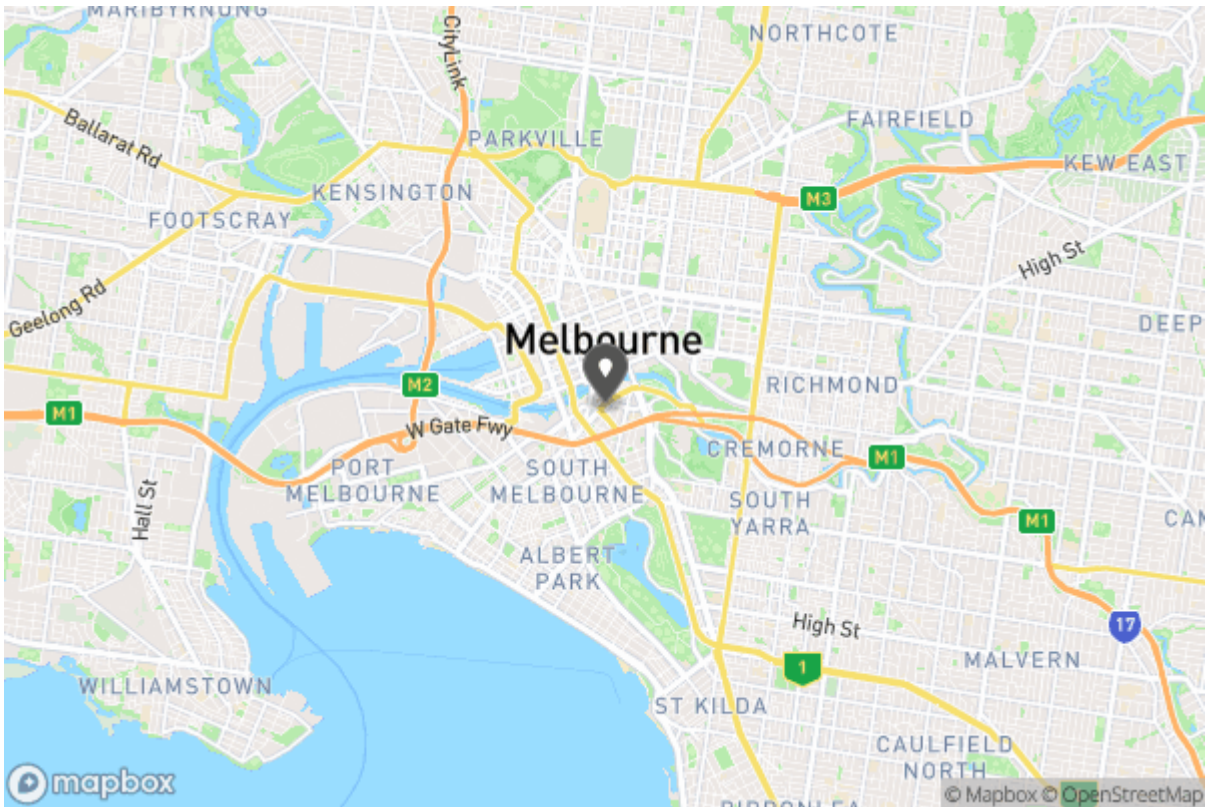 MARIBYRNONG
CityLink
NORTHCOTE
Ballarat Rd
PARKVILLE
FAIRFIELD
KEW EAST
KENSINGTON
M3
FOOTSCRAY
High St
Geelong Rd
Melbourne
DEEP
M2
RICHMOND
M1
W Gate Fwy
CREMORNE
M1
PORT
MELBOURNE
SOUTH
MELBOURNE
SOUTH
YARRA
Hall St
M1
CAM
ALBERT
PARK
High St
17
1
MALVERN
WILLIAMSTOWN
ST KILDA
CAULFIELD
NORTH
mapbox
© Mapbox © OpenStreetMap